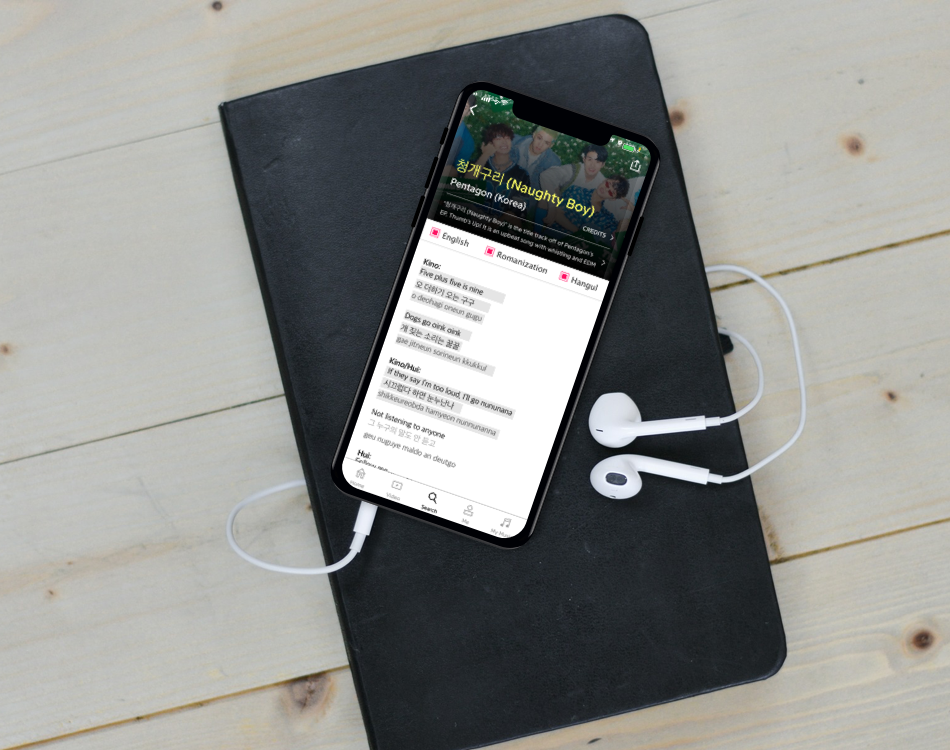 청개구리 (Naughty Boy)
Pentagon (Korea)
CREDITS
"청개구리 (Naughty Boy)" is the title track off of Pentagon's
EP, Thumb's Up! It is an upbeat song with whistling and EDM
English
Romanization
Hangul
Kino:
Five plus five is nine
오 더하기 오는 구구
o deohagi oneun gugu
Dogs go oink oink
개 짖는 소리는 꿀꿀
gae jitneun sorineun kkulkkul
Kino/Hui:
If they say I'm too loud, I'll go nununana
시끄럽다 하면 눈누난나
shikkeureobda hamyeon nunnunanna
Not listening to anyone
그 누구의 말도 안 듣고
geu nuguye maldo ani deutgo
Hui:
Home
Video
Search
My
My Music